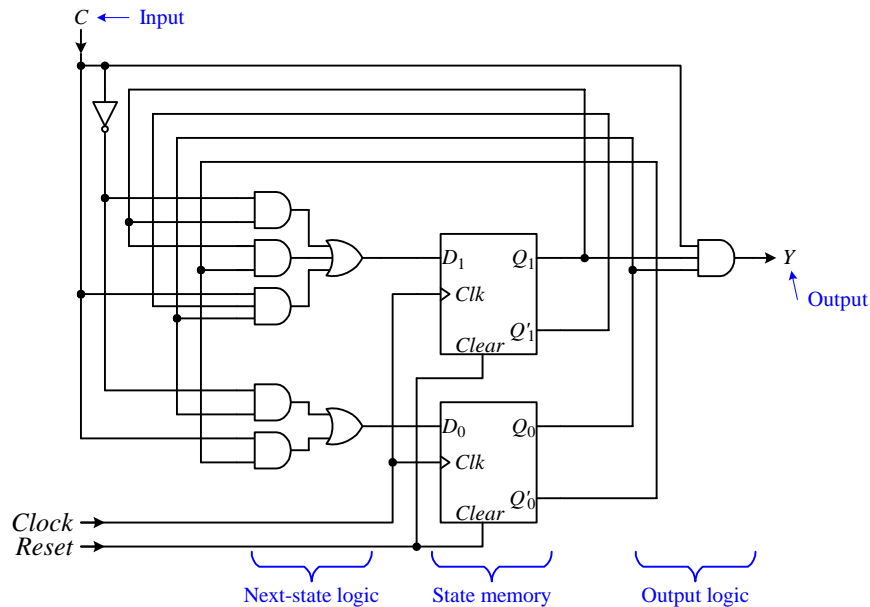 C
Input
D₁
Q₁
Clk
Q'₁
Clear
Y
Output
D₀
Q₀
Clk
Q'₀
Clear
Clock
Reset
Next-state logic
State memory
Output logic